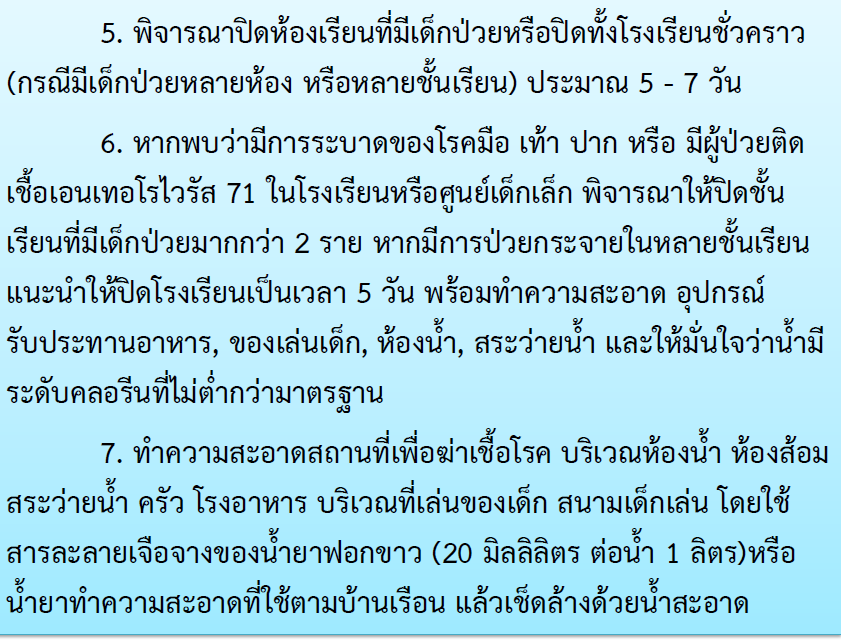 5. พิจารณาปิดห้องเรียนที่มีเด็กป่วยหรือปิดทั้งโรงเรียนชั่วคราว
(กรณีมีเด็กป่วยหลายห้อง หรือหลายชั้นเรียน) ประมาณ 5 - 7 วัน
6. หากพบว่ามีการระบาดของโรคมือ เท้า ปาก หรือ มีผู้ป่วยติด
เชื้อเอนเทอโรไวรัส 71 ในโรงเรียนหรือศูนย์เด็กเล็ก พิจารณาให้ปิดชั้น
เรียนที่มีเด็กป่วยมากกว่า 2 ราย หากมีการป่วยกระจายในหลายชั้นเรียน
แนะนำให้ปิดโรงเรียนเป็นเวลา 5 วัน พร้อมทำความสะอาด อุปกรณ์
รับประทานอาหาร, ของเล่นเด็ก, ห้องน้ำ, สระว่ายน้ำ และให้มั่นใจว่าน้ำมี
ระดับคลอรีนที่ไม่ต่ำกว่ามาตรฐาน
7. ทำความสะอาดสถานที่เพื่อฆ่าเชื้อโรค บริเวณห้องน้ำ ห้องส้อม
สระว่ายน้ำ ครัว โรงอาหาร บริเวณที่เล่นของเด็ก สนามเด็กเล่น โดยใช้
สารละลายเจือจางของน้ำยาฟอกขาว (20 มิลลิลิตร ต่อน้ำ 1 ลิตร)หรือ
น้ำยาทำความสะอาดที่ใช้ตามบ้านเรือน แล้วเช็ดล้างด้วยน้ำสะอาด